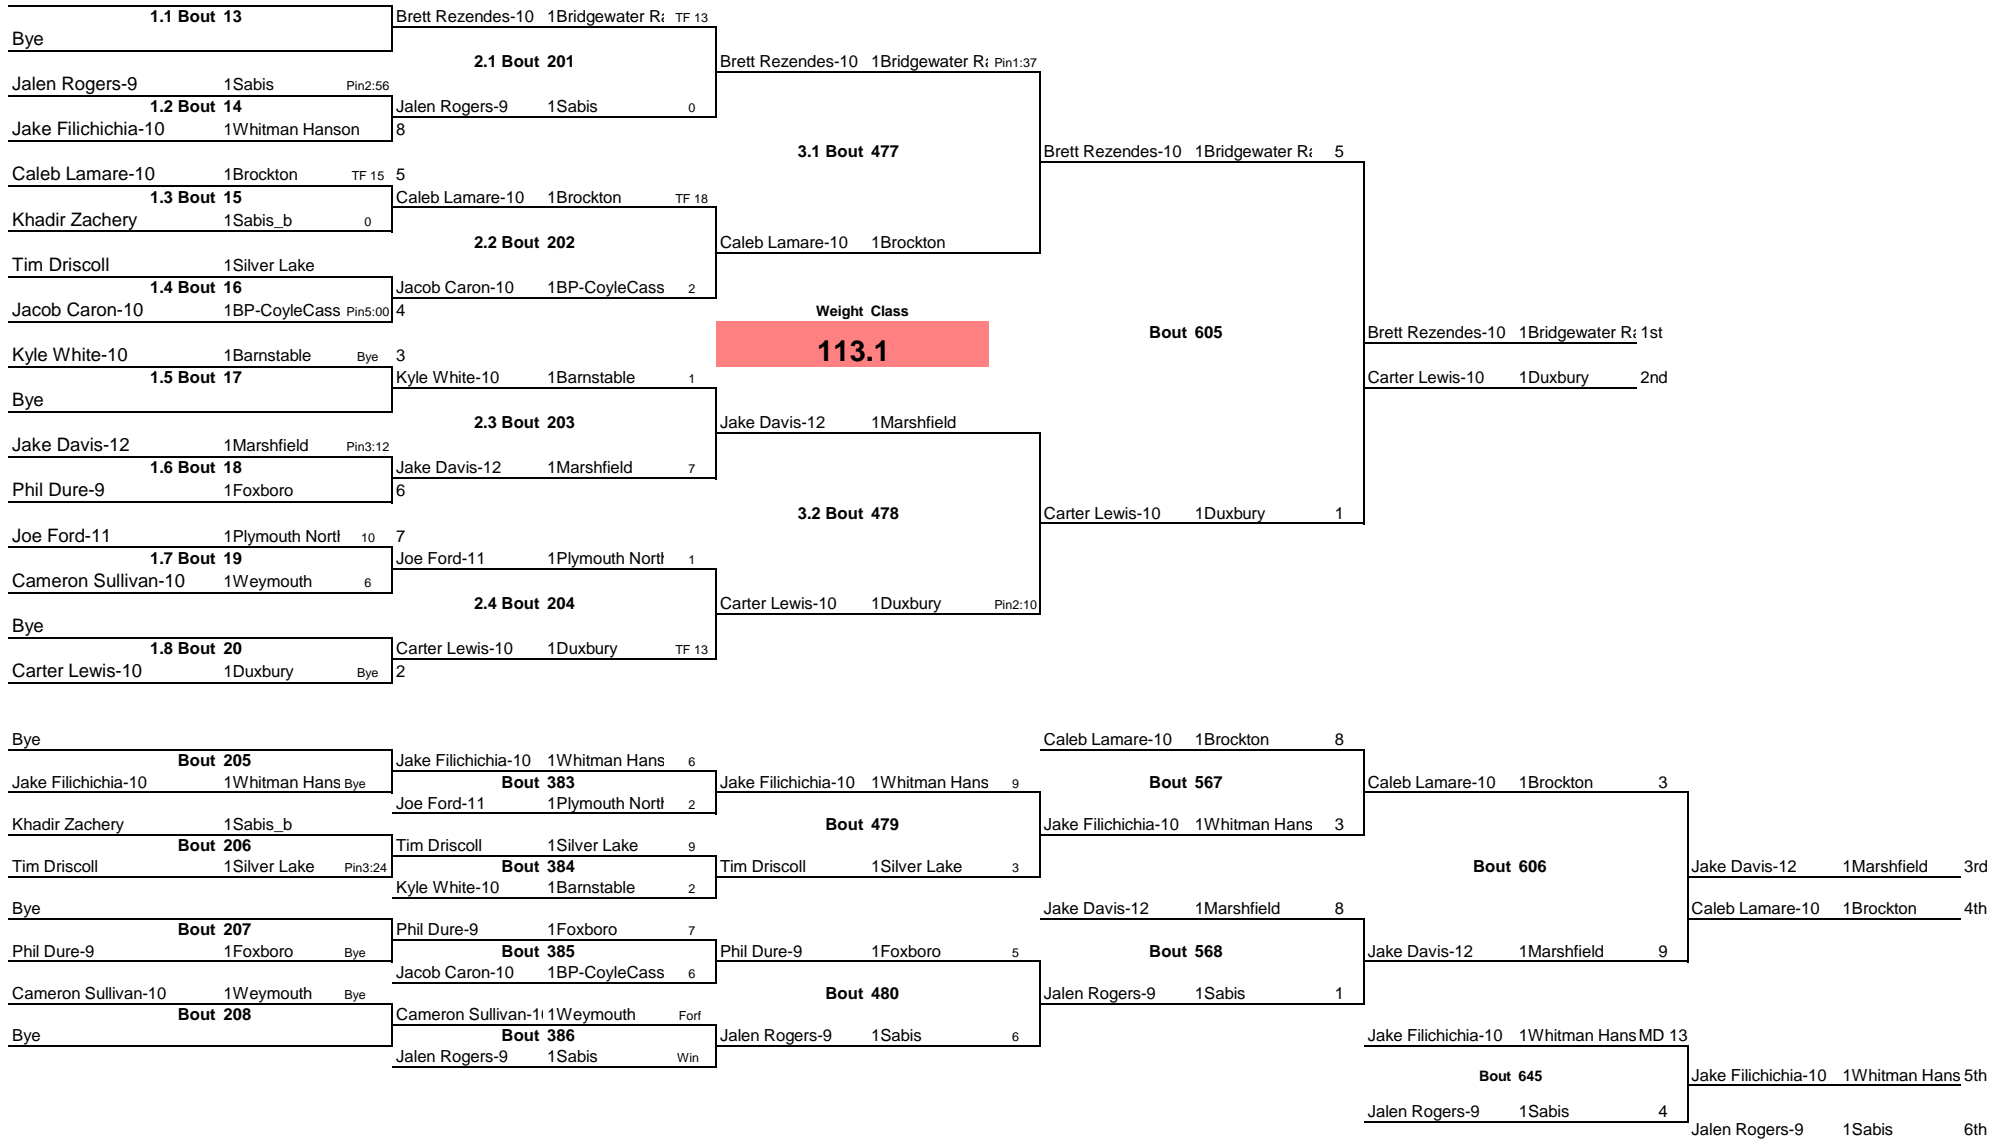 1.1 Bout 13 Brett Rezendes-10 1Bridgewater Ra TF 13
Bye
2.1 Bout 201 Brett Rezendes-10 1Bridgewater Ra Pin1:37
Jalen Rogers-9 1Sabis Pin2:56
1.2 Bout 14 Jalen Rogers-9 1Sabis 0
Jake Filichichia-10 1Whitman Hanson 8
3.1 Bout 477 Brett Rezendes-10 1Bridgewater Ra 5
Caleb Lamare-10 1Brockton TF 15 5
1.3 Bout 15 Caleb Lamare-10 1Brockton TF 18
Khadir Zachery 1Sabis_b 0
2.2 Bout 202 Caleb Lamare-10 1Brockton
Tim Driscoll 1Silver Lake
1.4 Bout 16 Jacob Caron-10 1BP-CoyleCass 2
Jacob Caron-10 1BP-CoyleCass Pin5:00 4 Weight Class
Bout 605 Brett Rezendes-10 1Bridgewater Ra 1st
Kyle White-10 1Barnstable Bye 3 113.1
1.5 Bout 17 Kyle White-10 1Barnstable 1 Carter Lewis-10 1Duxbury 2nd
Bye
2.3 Bout 203 Jake Davis-12 1Marshfield
Jake Davis-12 1Marshfield Pin3:12
1.6 Bout 18 Jake Davis-12 1Marshfield 7
Phil Dure-9 1Foxboro 6
3.2 Bout 478 Carter Lewis-10 1Duxbury 1
Joe Ford-11 1Plymouth North 10 7
1.7 Bout 19 Joe Ford-11 1Plymouth North 1
Cameron Sullivan-10 1Weymouth 6
2.4 Bout 204 Carter Lewis-10 1Duxbury Pin2:10
Bye
1.8 Bout 20 Carter Lewis-10 1Duxbury TF 13
Carter Lewis-10 1Duxbury Bye 2
Bye Caleb Lamare-10 1Brockton 8
Bout 205 Jake Filichichia-10 1Whitman Hans 6
Jake Filichichia-10 1Whitman Hans Bye Bout 383 Jake Filichichia-10 1Whitman Hans 9 Bout 567 Caleb Lamare-10 1Brockton 3
Joe Ford-11 1Plymouth North 2
Khadir Zachery 1Sabis_b Bout 479 Jake Filichichia-10 1Whitman Hans 3
Bout 206 Tim Driscoll 1Silver Lake 9
Tim Driscoll 1Silver Lake Pin3:24 Bout 384 Tim Driscoll 1Silver Lake 3 Bout 606 Jake Davis-12 1Marshfield 3rd
Kyle White-10 1Barnstable 2
Bye Jake Davis-12 1Marshfield 8 Caleb Lamare-10 1Brockton 4th
Bout 207 Phil Dure-9 1Foxboro 7
Phil Dure-9 1Foxboro Bye Bout 385 Phil Dure-9 1Foxboro 5 Bout 568 Jake Davis-12 1Marshfield 9
Jacob Caron-10 1BP-CoyleCass 6
Cameron Sullivan-10 1Weymouth Bye Bout 480 Jalen Rogers-9 1Sabis 1
Bout 208 Cameron Sullivan-1( 1Weymouth Forf
Bye Bout 386 Jalen Rogers-9 1Sabis 6 Jake Filichichia-10 1Whitman Hans MD 13
Jalen Rogers-9 1Sabis Win
Bout 645 Jake Filichichia-10 1Whitman Hans 5th
Jalen Rogers-9 1Sabis 4
Jalen Rogers-9 1Sabis 6th